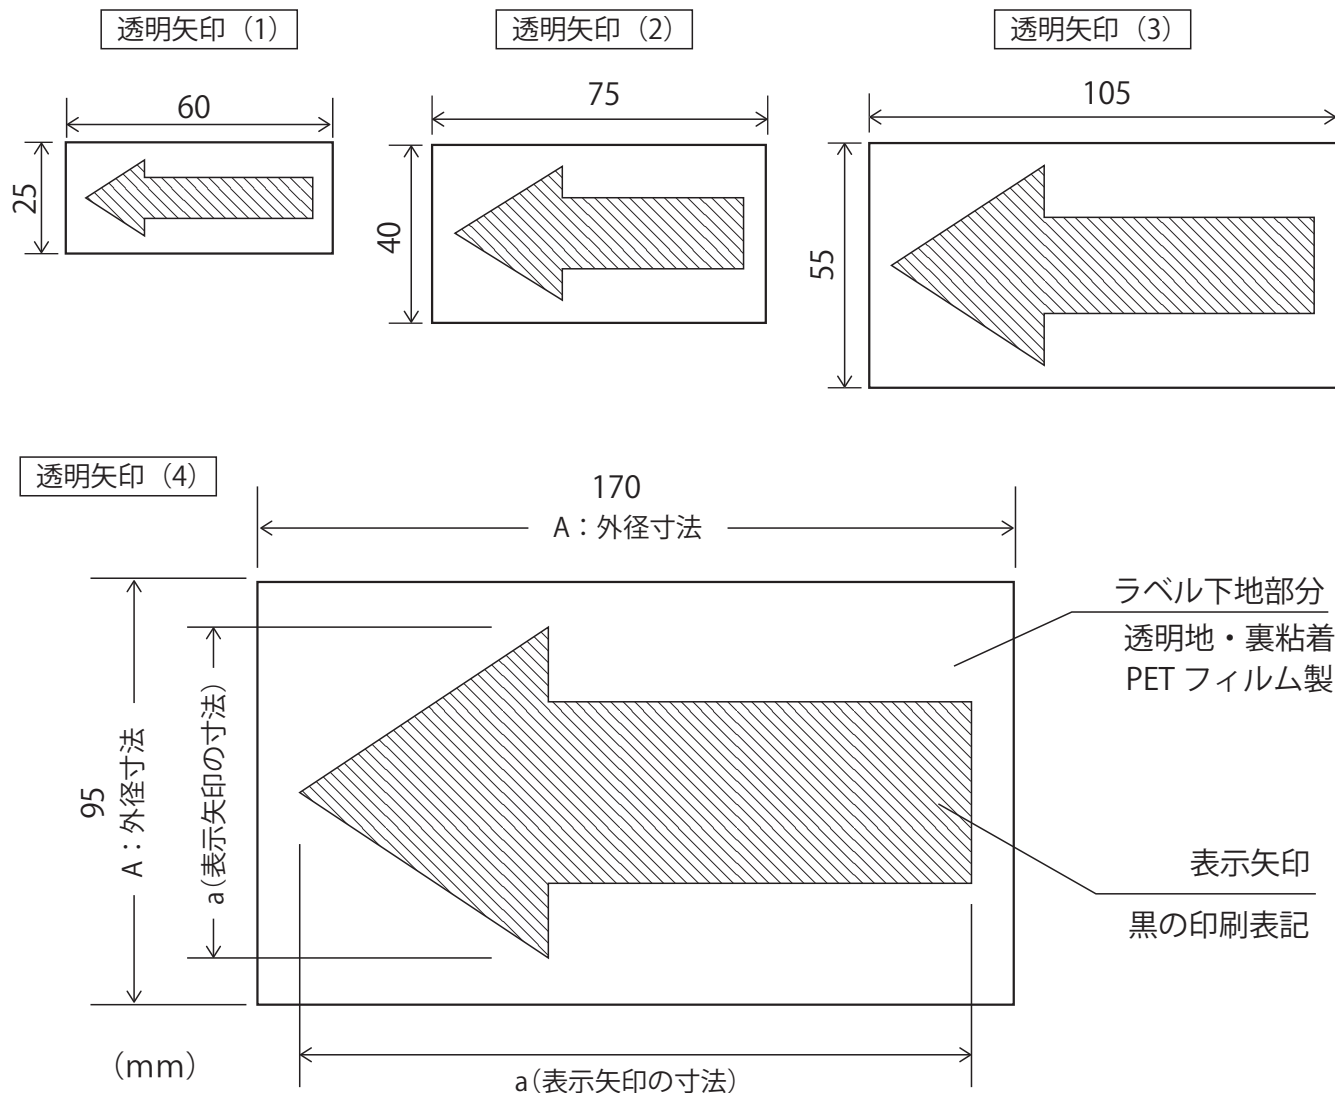 透明矢印（1）
透明矢印（2）
透明矢印（3）
60
75
105
25
40
55
透明矢印（4）
170
A：外径寸法
95
A：外径寸法
a（表示矢印の寸法）
ラベル下地部分
透明地・裏粘着
PET フィルム製
表示矢印
黒の印刷表記
（mm）
a（表示矢印の寸法）